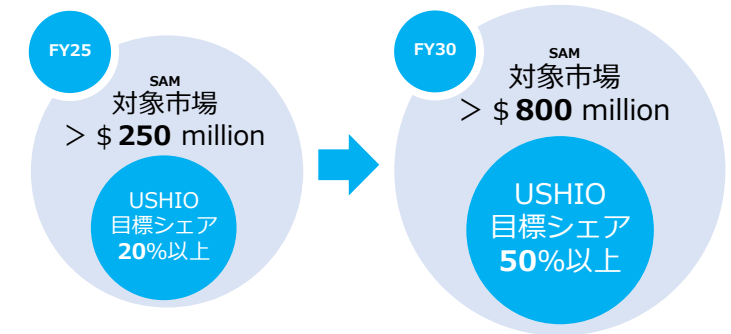 FY25
SAM
対象市場
＞＄250 million
USHIO
目標シェア
20%以上
FY30
SAM
対象市場
＞＄800 million
USHIO
目標シェア
50%以上